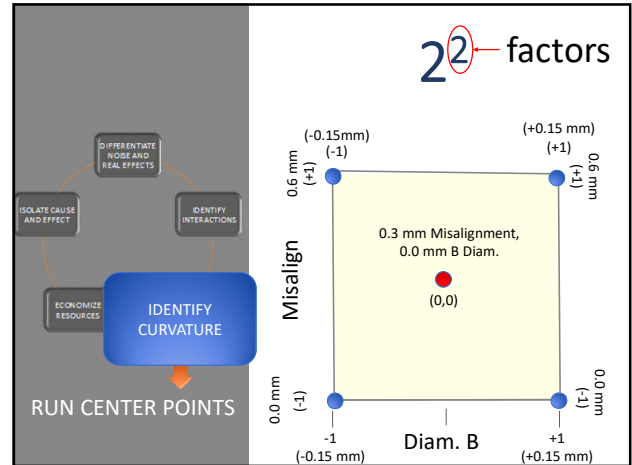 2² ← factors
DIFFERENTIATE
NOISE AND
REAL EFFECTS
ISOLATE CAUSE
AND EFFECT
IDENTIFY
INTERACTIONS
ECONOMIZE
RESOURCES
IDENTIFY
CURVATURE
RUN CENTER POINTS
(-0.15mm)
(-1)
(+0.15 mm)
(+1)
0.6 mm
(+1)
0.6 mm
(+1)
0.3 mm Misalignment,
0.0 mm B Diam.
(0,0)
Misalign
0.0 mm
(-1)
0.0 mm
(-1)
-1
(-0.15 mm)
Diam. B
+1
(+0.15 mm)